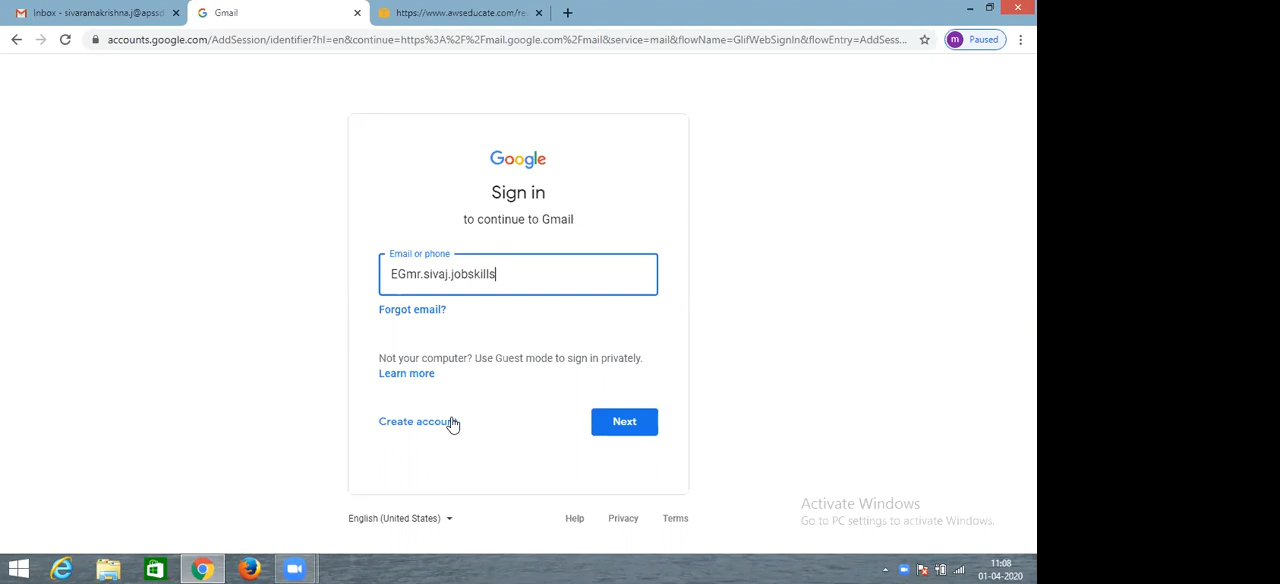 Inbox - sivaramakrishna.j@apssd
Gmail
https://www.awseducate.com/re
accounts.google.com/AddSession/identifier?hl=en&continue=https%3A%2F%2Fmail.google.com%2Fmail&service=mail&flowName=GlifWebSignIn&flowEntry=AddSess...
m Paused
Google
Sign in
to continue to Gmail
Email or phone
EGmr.sivaj.jobskills
Forgot email?
Not your computer? Use Guest mode to sign in privately.
Learn more
Create account
Next
English (United States)
Help Privacy Terms
Activate Windows
Go to PC settings to activate Windows.
11:08
01-04-2020